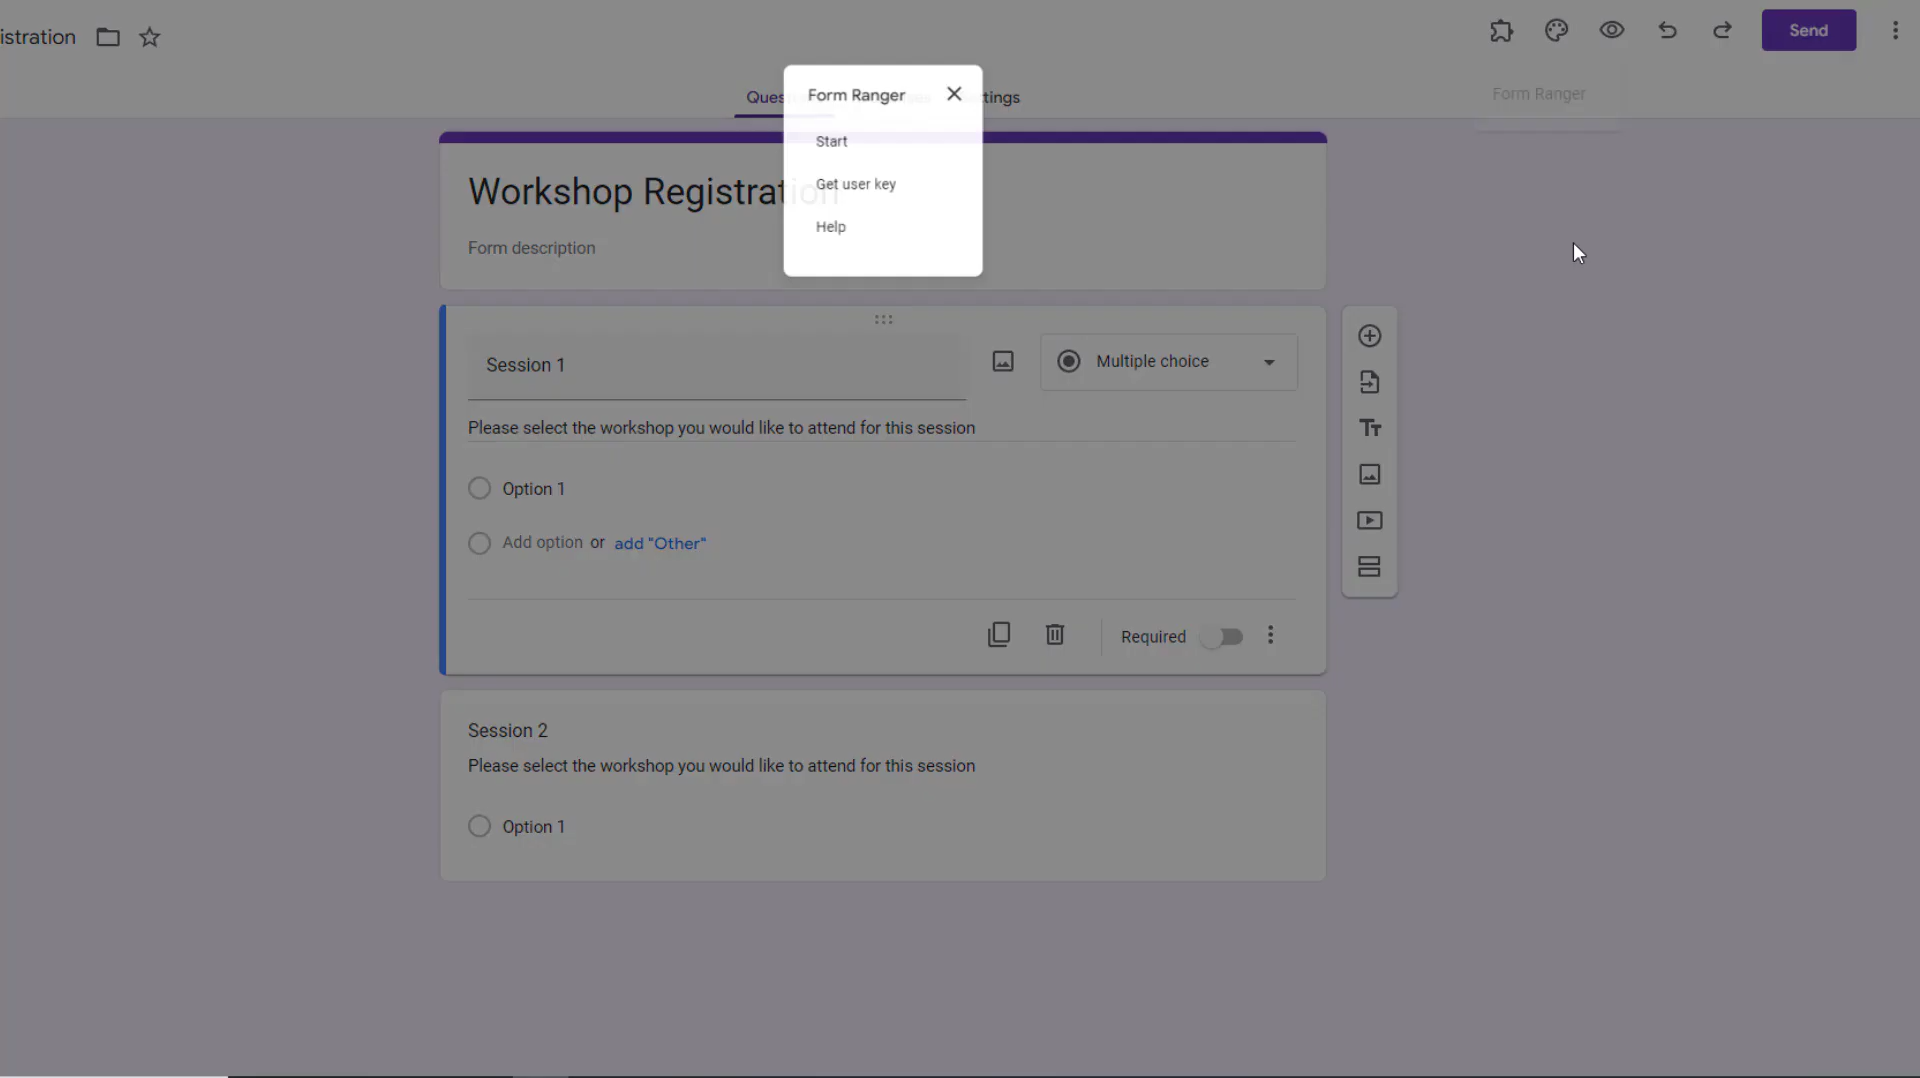 istration
Send
Form Ranger
Start
Get user key
Help
Form Ranger
Workshop Registration
Form description
Session 1
Multiple choice
Please select the workshop you would like to attend for this session
Option 1
Add option or add "Other"
Required
Session 2
Please select the workshop you would like to attend for this session
Option 1